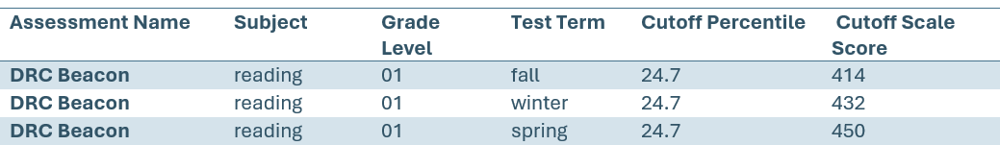 Assessment Name Subject Grade Level Test Term Cutoff Percentile Cutoff Scale Score
DRC Beacon reading 01 fall 24.7 414
DRC Beacon reading 01 winter 24.7 432
DRC Beacon reading 01 spring 24.7 450